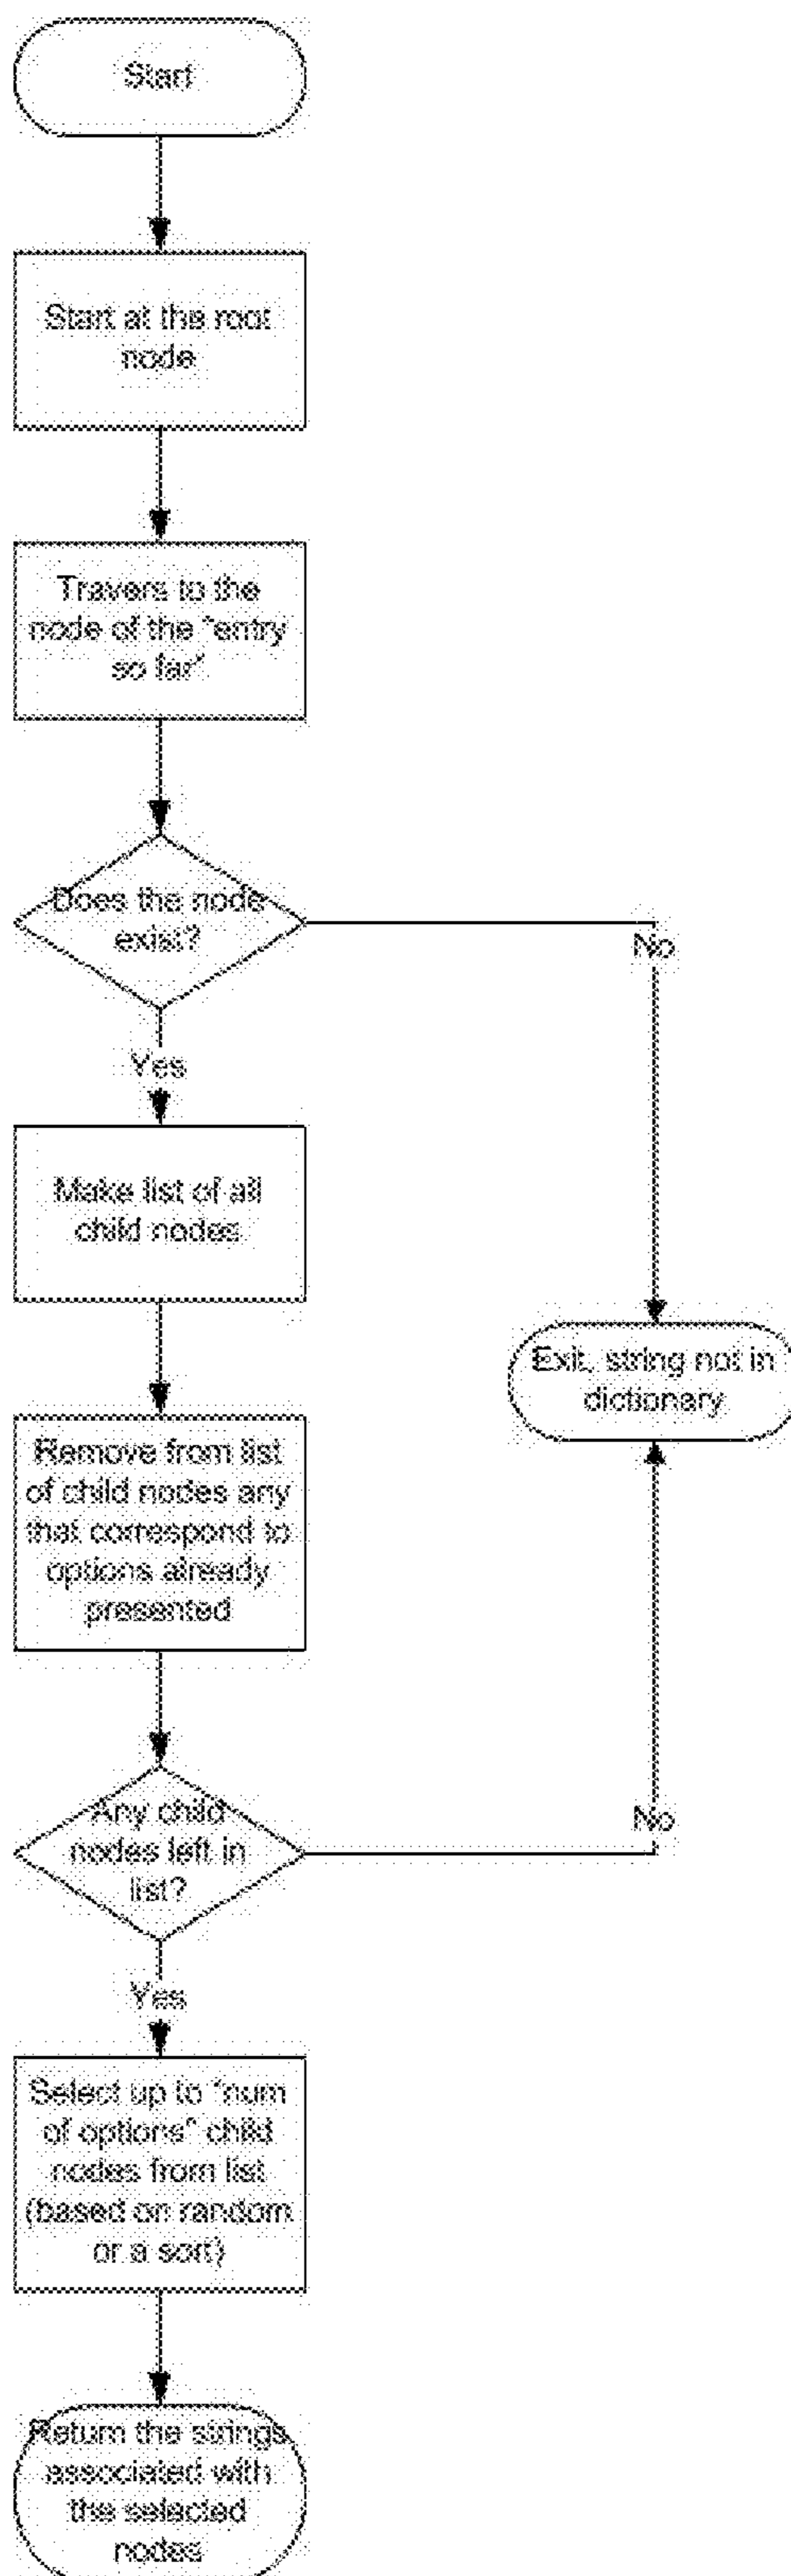 Start
Start at the root
node
Travers to the
node of the "entry
so far"
Does the node
exist?
No
Yes
Make list of all
child nodes
Exit, string not in
dictionary
Remove from list
of child nodes any
that correspond to
options already
presented
Any child
nodes left in
list?
No
Yes
Select up to "num
of options" child
nodes from list
(based on random
or a sort)
Return the strings
associated with
the selected
nodes